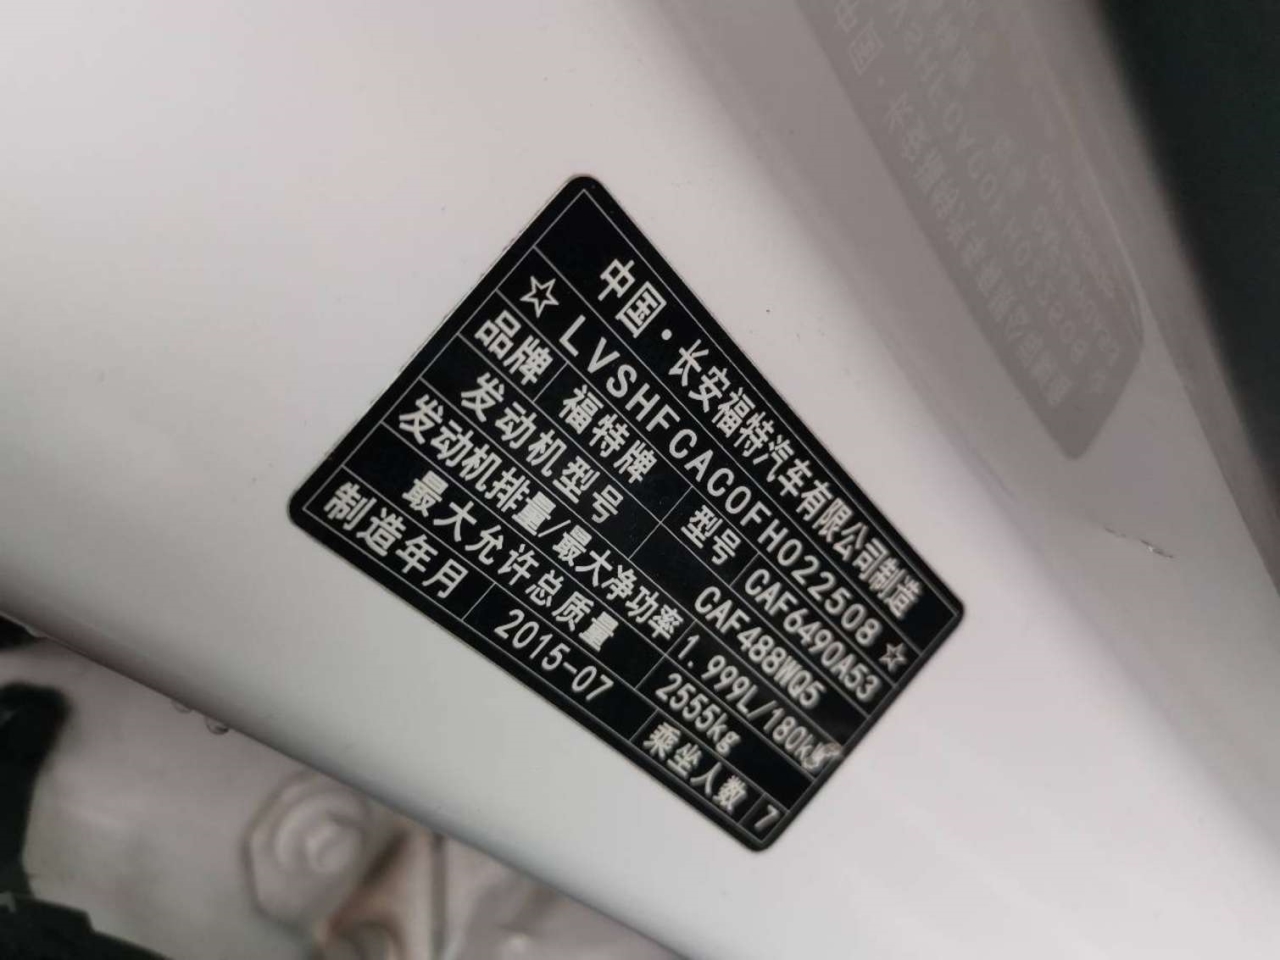 中国·长安福特汽车有限公司制造
☆LVSHFCAC0FH022508☆
品牌 福特牌 型号 CAF6490A53
发动机型号 CAF488WQ5
发动机排量/最大净功率 1.999L/180kW
最大允许总质量 2555kg
制造年月 2015-07 乘坐人数 7